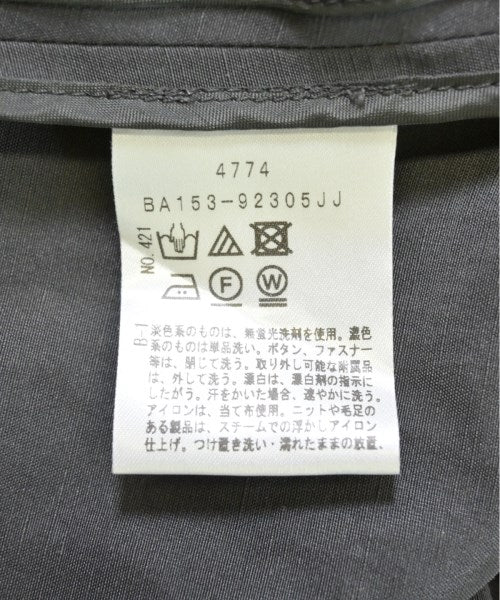 4774
BA153-92305JJ
NO. 421
F
W
B-1
淡色系のものは、無蛍光洗剤を使用。濃色
系のものは単品洗い。ボタン、ファスナー
等は、閉じて洗う。取り外し可能な附属品
は、外して洗う。漂白は、漂白剤の指示に
したがう。汗をかいた場合、速やかに洗う。
アイロンは、当て布使用。ニットや毛足の
ある製品は、スチームでの浮かしアイロン
仕上げ。つけ置き洗い・濡れたままの放置、